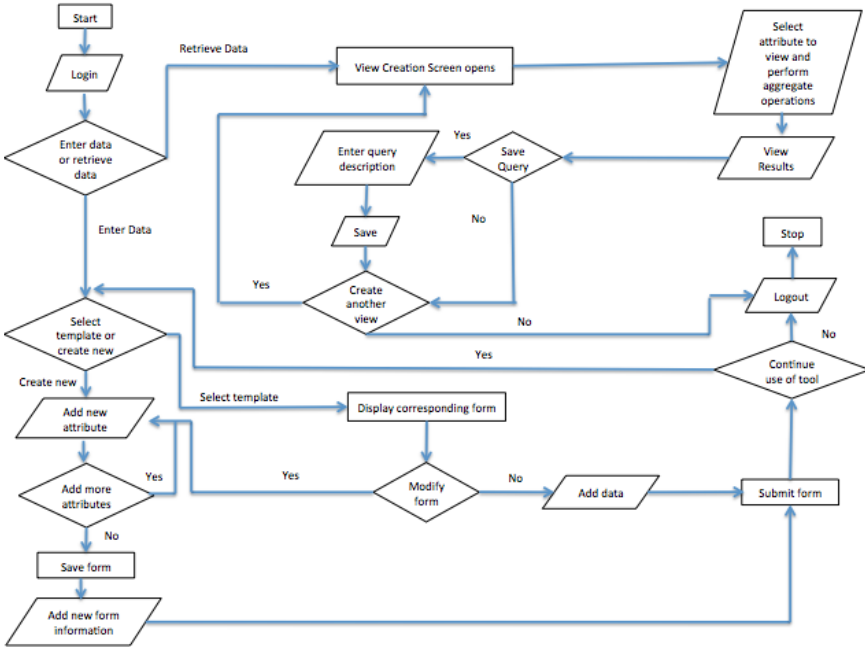 Start
Retrieve Data
Login
View Creation Screen opens
Select
attribute to
view and
perform
aggregate
operations
Enter data
or retrieve
data
Enter query
description
Yes
Save
Query
View
Results
No
Save
Enter Data
Stop
Yes
Create
another
view
Logout
No
Select
template or
create new
Yes
No
Continue
use of tool
Create new
Select template
Add new
attribute
Display corresponding form
Add more
attributes
Yes
Yes
Modify
form
No
Add data
Submit form
No
Save form
Add new form
information